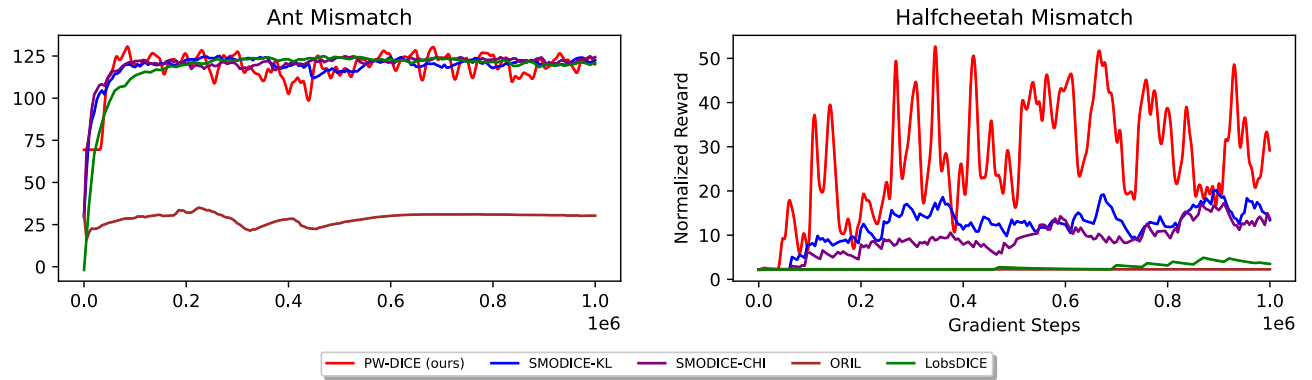 Ant Mismatch
125
100
75
50
25
0
0.0 0.2 0.4 0.6 0.8 1.0
1e6
Halfcheetah Mismatch
Normalized Reward
50
40
30
20
10
0
0.0 0.2 0.4 0.6 0.8 1.0
Gradient Steps
1e6
PW-DICE (ours) SMODICE-KL SMODICE-CHI ORIL LobsDICE